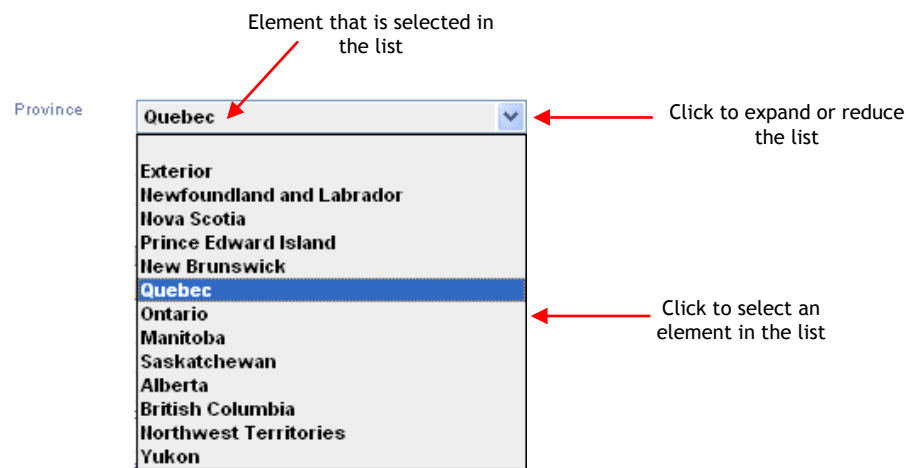 Element that is selected in
the list
Province
Quebec
Click to expand or reduce
the list
Exterior
Newfoundland and Labrador
Nova Scotia
Prince Edward Island
New Brunswick
Quebec
Ontario
Click to select an
element in the list
Manitoba
Saskatchewan
Alberta
British Columbia
Northwest Territories
Yukon